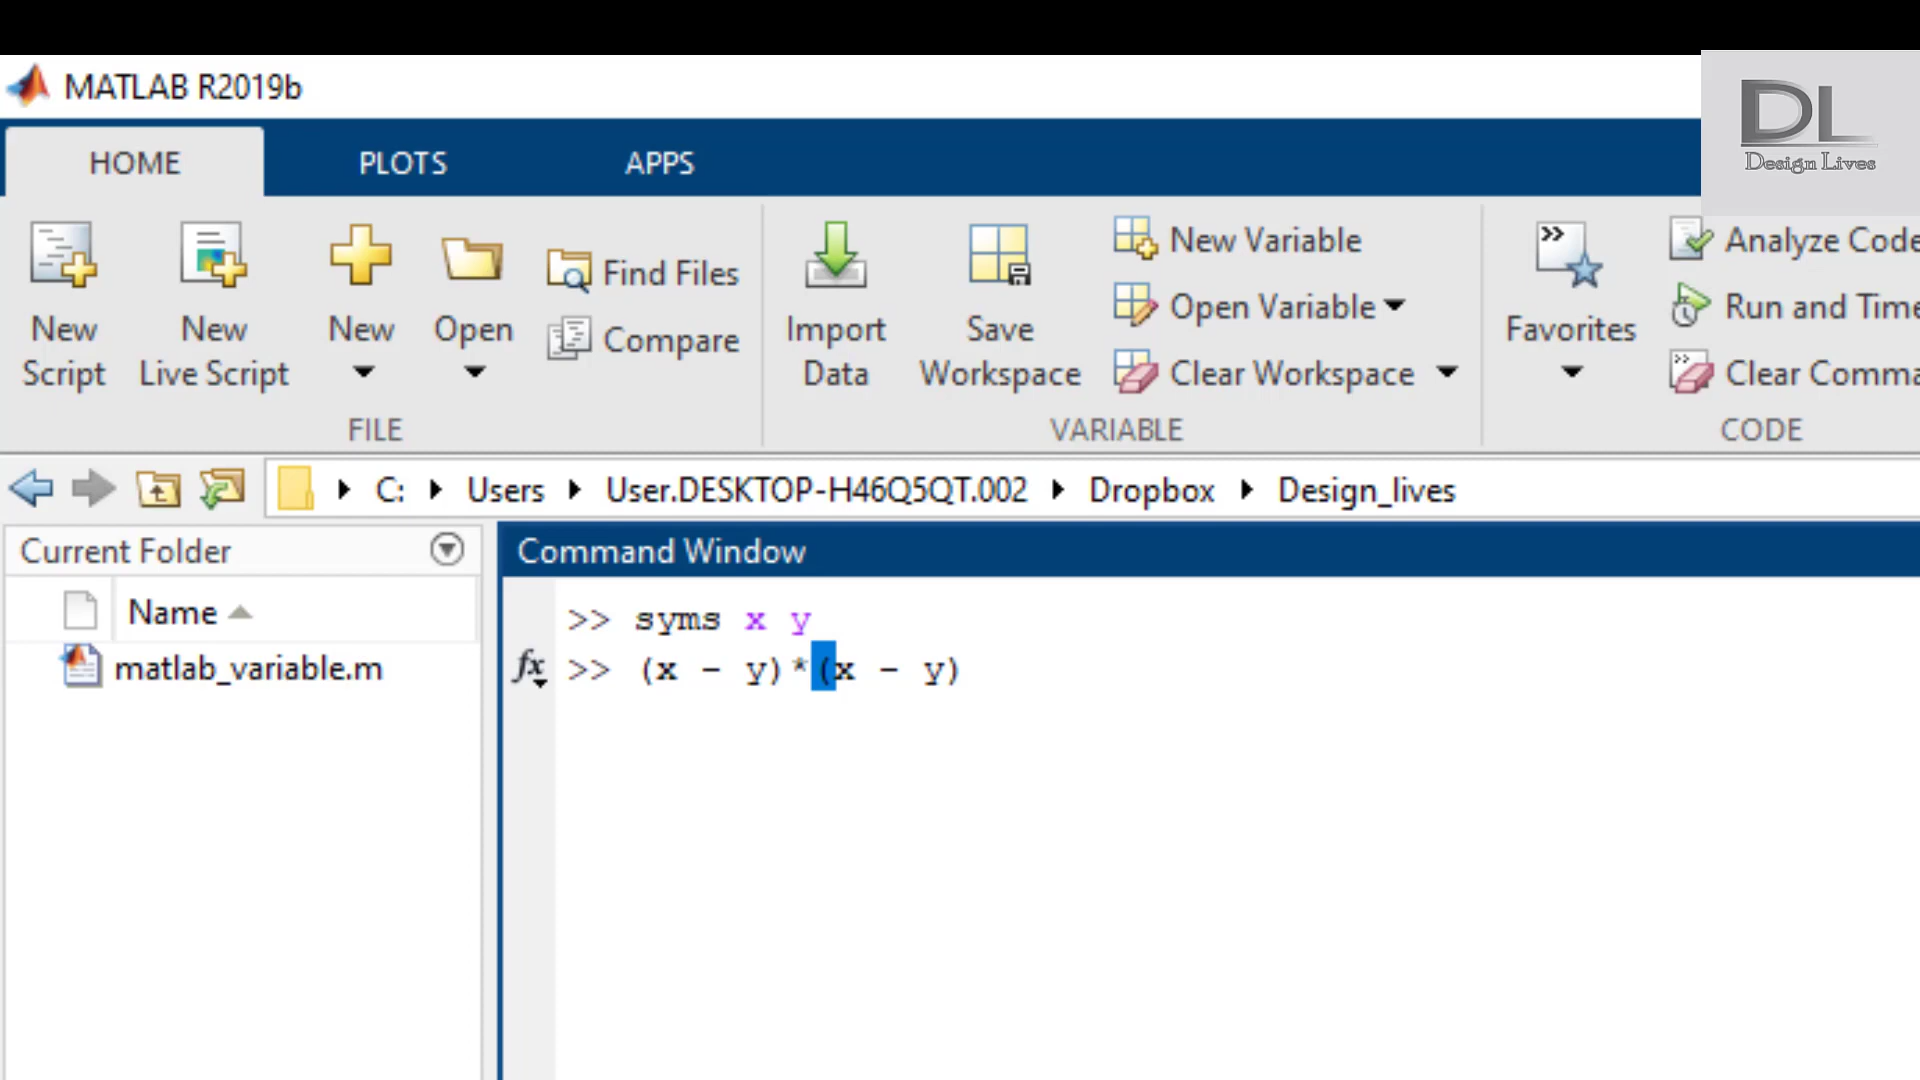 MATLAB R2019b
DL
Design Lives
HOME PLOTS APPS
New Script
New Live Script
New
Open
Find Files
Compare
FILE
Import Data
Save Workspace
New Variable
Open Variable
Clear Workspace
VARIABLE
Favorites
Analyze Code
Run and Time
Clear Comma
CODE
C: Users User.DESKTOP-H46Q5QT.002 Dropbox Design_lives
Current Folder
Name
matlab_variable.m
Command Window
>> syms x y
fx >> (x - y)*(x - y)